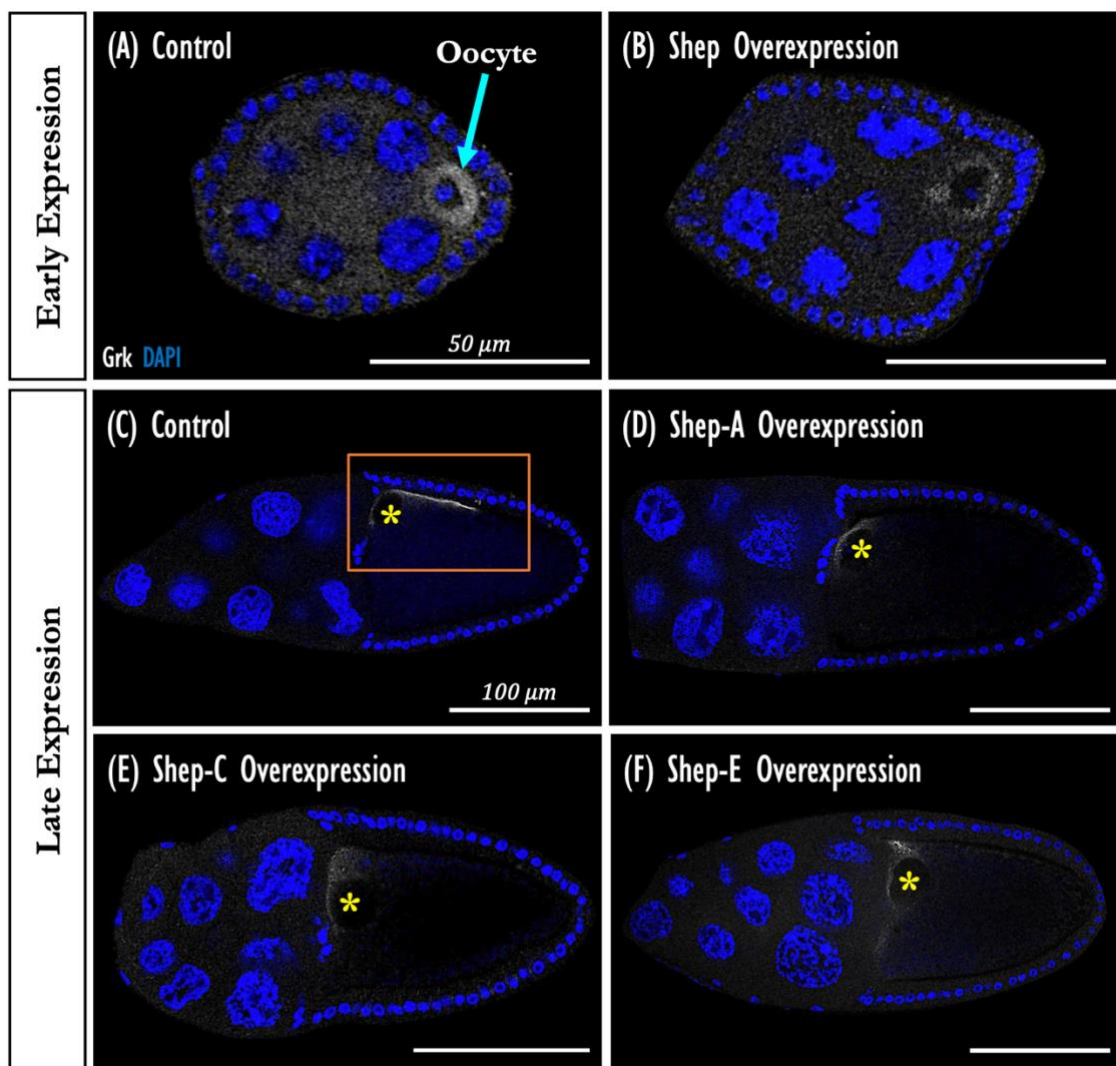 Early Expression
(A) Control
Oocyte
Grk DAPI
50 μm
(B) Shep Overexpression
Late Expression
(C) Control
*
100 μm
(D) Shep-A Overexpression
*
(E) Shep-C Overexpression
*
(F) Shep-E Overexpression
*